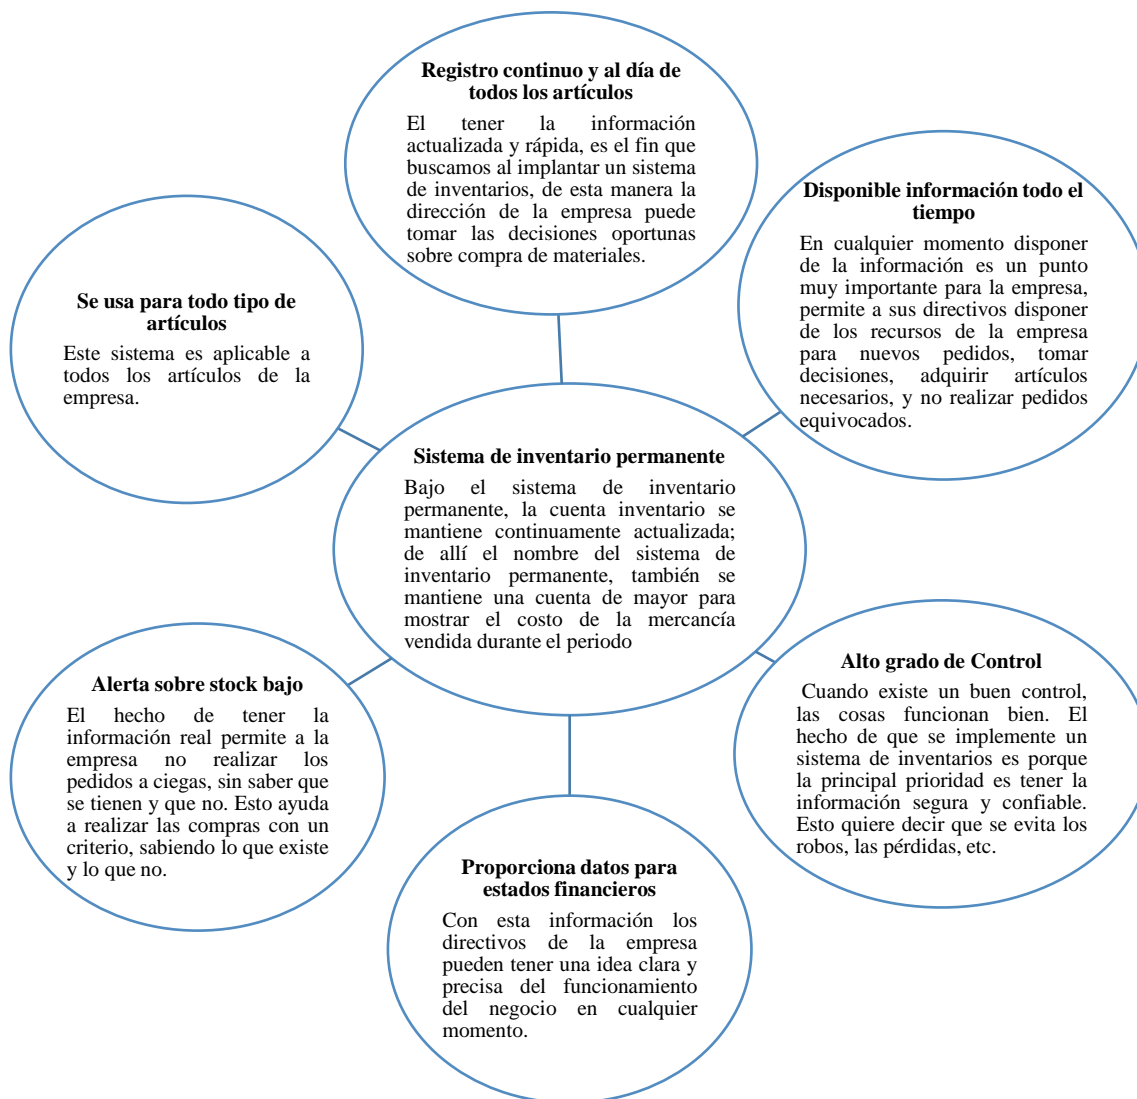 Registro continuo y al día de
todos los artículos
El tener la información
actualizada y rápida, es el fin que
buscamos al implantar un sistema
de inventarios, de esta manera la
dirección de la empresa puede
tomar las decisiones oportunas
sobre compra de materiales.
Disponible información todo el
tiempo
En cualquier momento disponer
de la información es un punto
muy importante para la empresa,
permite a sus directivos disponer
de los recursos de la empresa
para nuevos pedidos, tomar
decisiones, adquirir artículos
necesarios, y no realizar pedidos
equivocados.
Se usa para todo tipo de
artículos
Este sistema es aplicable a
todos los artículos de la
empresa.
Sistema de inventario permanente
Bajo el sistema de inventario
permanente, la cuenta inventario se
mantiene continuamente actualizada;
de allí el nombre del sistema de
inventario permanente, también se
mantiene una cuenta de mayor para
mostrar el costo de la mercancía
vendida durante el periodo
Alerta sobre stock bajo
El hecho de tener la
información real permite a la
empresa no realizar los
pedidos a ciegas, sin saber que
se tienen y que no. Esto ayuda
a realizar las compras con un
criterio, sabiendo lo que existe
y lo que no.
Alto grado de Control
Cuando existe un buen control,
las cosas funcionan bien. El
hecho de que se implemente un
sistema de inventarios es porque
la principal prioridad es tener la
información segura y confiable.
Esto quiere decir que se evita los
robos, las pérdidas, etc.
Proporciona datos para
estados financieros
Con esta información los
directivos de la empresa
pueden tener una idea clara y
precisa del funcionamiento
del negocio en cualquier
momento.